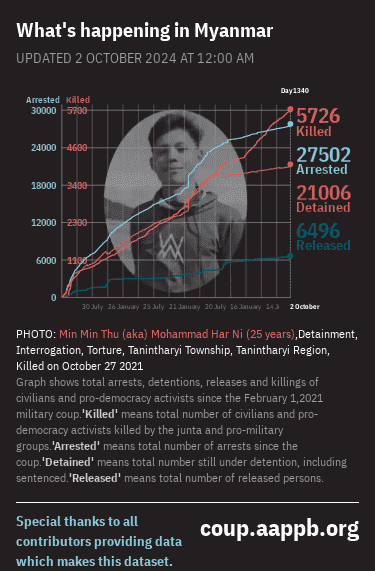 What's happening in Myanmar
UPDATED 2 OCTOBER 2024 AT 12:00 AM
Day1340
Arrested Killed
30000 5700
24000 4600
18000 3400
12000 2300
6000 1100
0
5726
Killed
27502
Arrested
21006
Detained
6496
Released
30 July 26 January 25 July 21 January 20 July 16 January 14 J 2 October
PHOTO: Min Min Thu (aka) Mohammad Har Ni (25 years),Detainment,
Interrogation, Torture, Tanintharyi Township, Tanintharyi Region,
Killed on October 27 2021
Graph shows total arrests, detentions, releases and killings of
civilians and pro-democracy activists since the February 1,2021
military coup.'Killed' means total number of civilians and pro-
democracy activists killed by the junta and pro-military
groups.'Arrested' means total number of arrests since the
coup.'Detained' means total number still under detention, including
sentenced.'Released' means total number of released persons.
Special thanks to all
contributors providing data
which makes this dataset.
coup.aappb.org